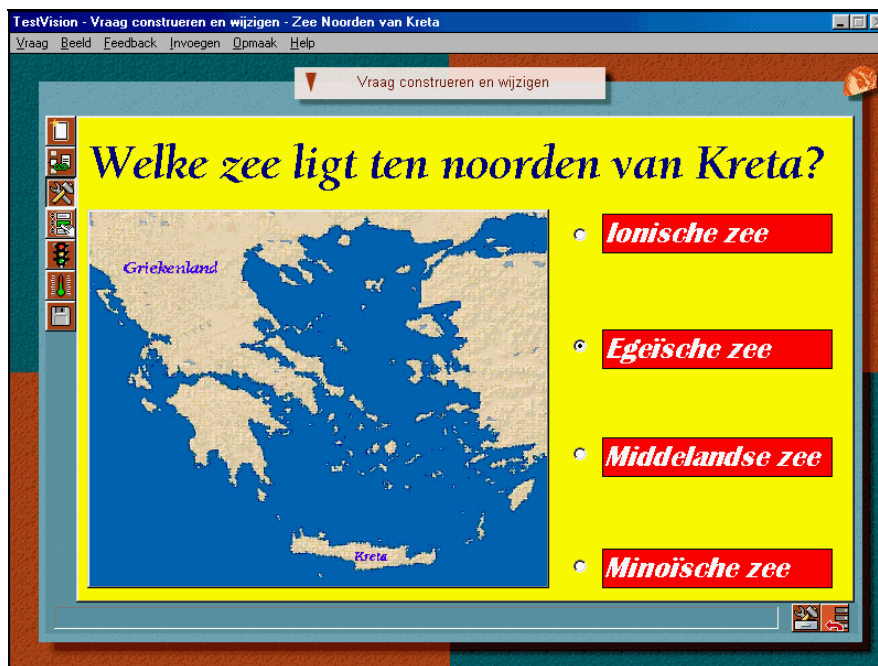 TestVision - Vraag construeren en wijzigen - Zee Noorden van Kreta
Vraag Beeld Feedback Invoegen Opmaak Help
Vraag construeren en wijzigen
Welke zee ligt ten noorden van Kreta?
Griekenland
Kreta
Ionische zee
Egeïsche zee
Middelandse zee
Minoïsche zee